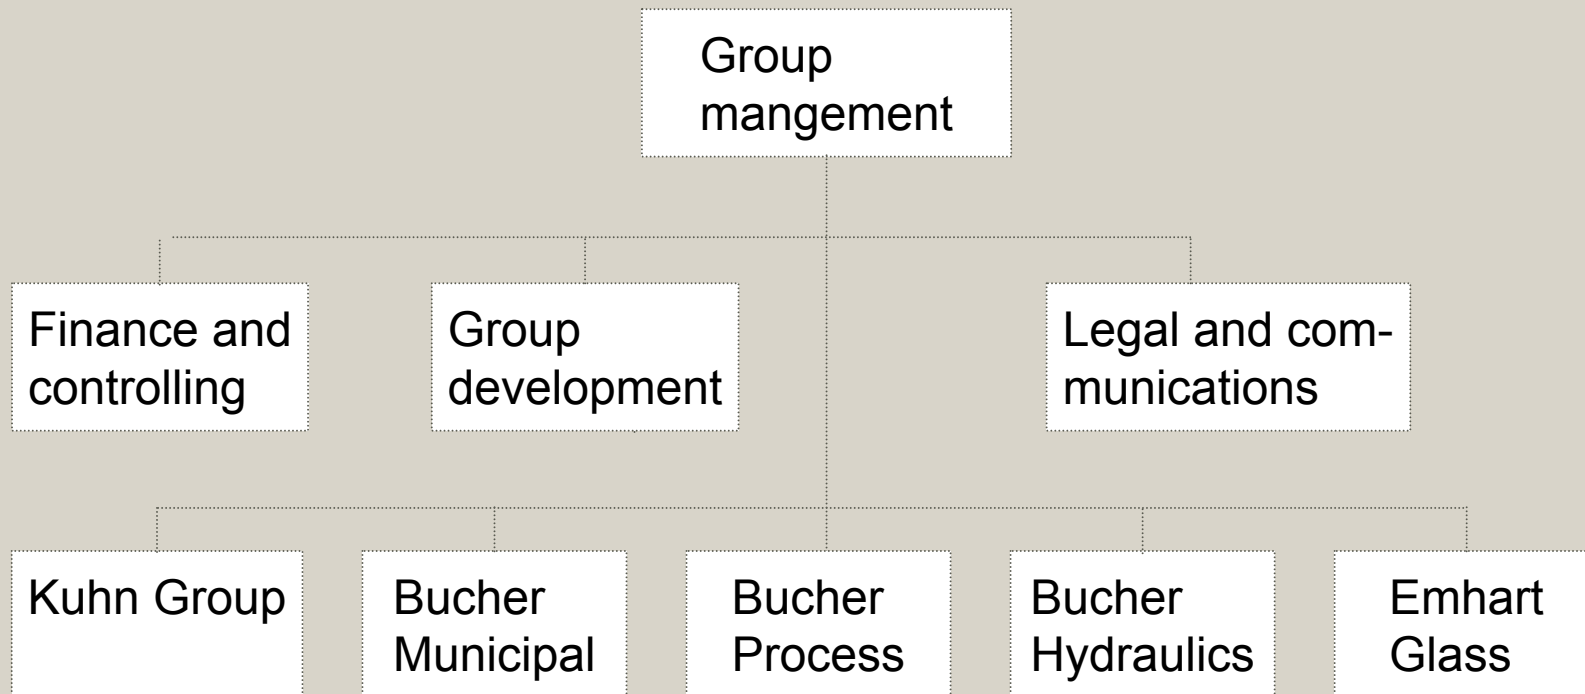 Group
mangement
Finance and
controlling
Group
development
Legal and com-
munications
Kuhn Group
Bucher
Municipal
Bucher
Process
Bucher
Hydraulics
Emhart
Glass